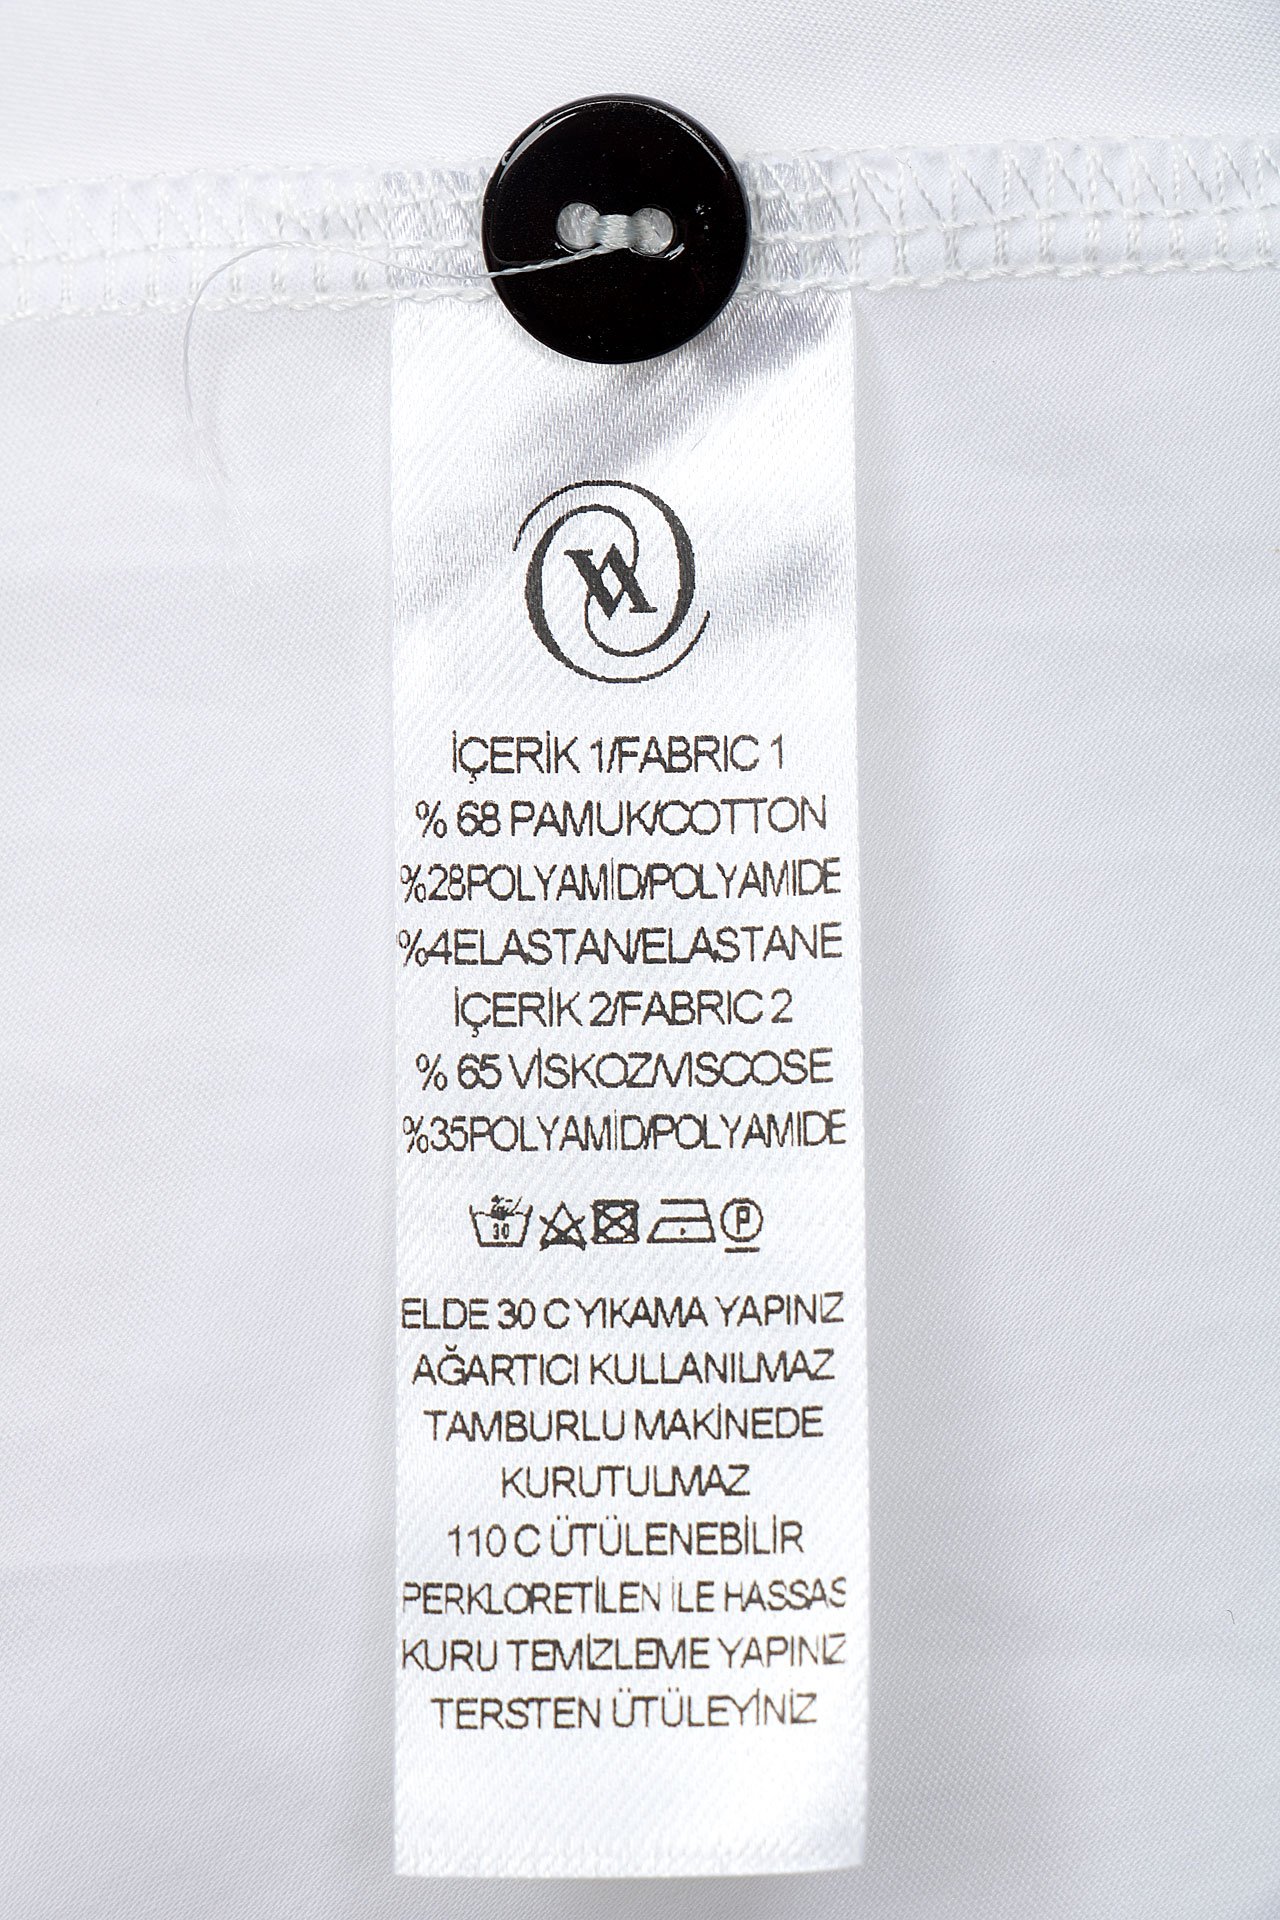 İÇERİK 1/FABRIC 1
% 68 PAMUK/COTTON
%28POLYAMİD/POLYAMIDE
%4ELASTAN/ELASTANE
İÇERİK 2/FABRIC 2
% 65 VİSKOZ/VISCOSE
%35POLYAMİD/POLYAMIDE
30 P
ELDE 30 C YIKAMA YAPINIZ
AĞARTICI KULLANILMAZ
TAMBURLU MAKİNEDE
KURUTULMAZ
110 C ÜTÜLENEBİLİR
PERKLORETİLEN İLE HASSAS
KURU TEMİZLEME YAPINIZ
TERSTEN ÜTÜLEYİNİZ